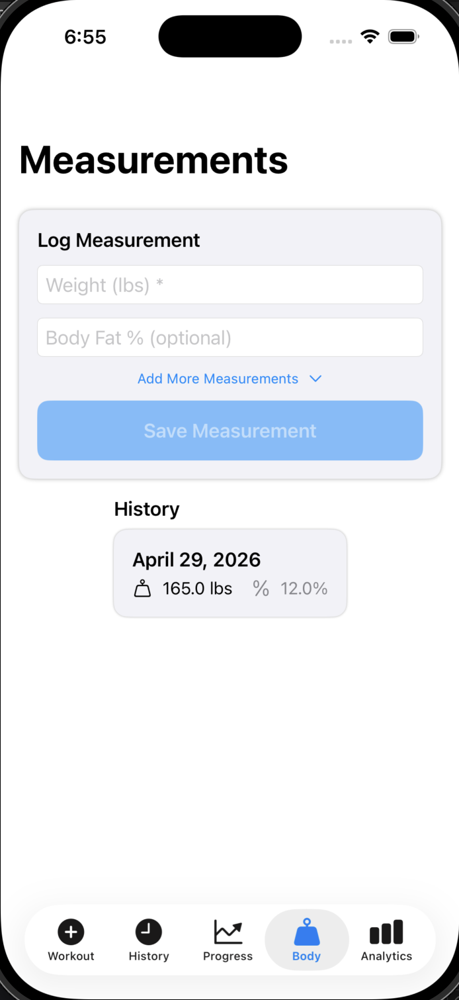 6:55
Measurements
Log Measurement
Weight (lbs) *
Body Fat % (optional)
Add More Measurements
Save Measurement
History
April 29, 2026
165.0 lbs % 12.0%
Workout History Progress Body Analytics